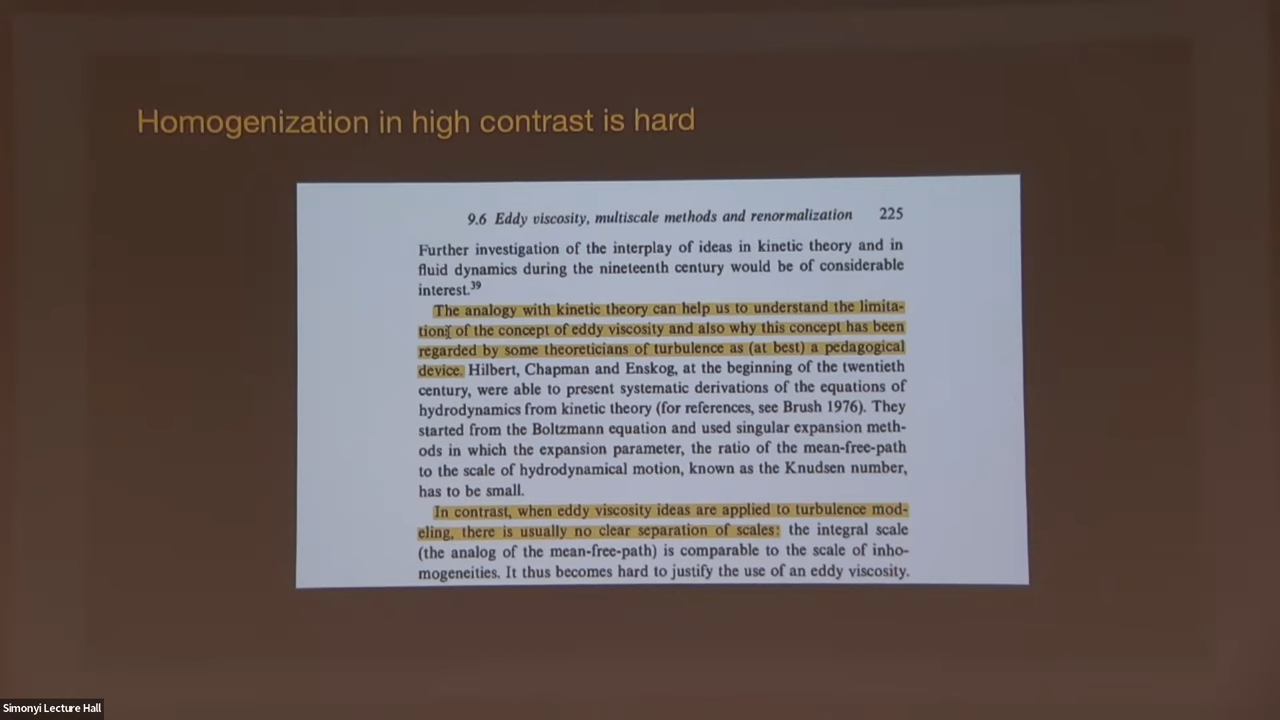 Homogenization in high contrast is hard
9.6 Eddy viscosity, multiscale methods and renormalization 225
Further investigation of the interplay of ideas in kinetic theory and in
fluid dynamics during the nineteenth century would be of considerable
interest.39
The analogy with kinetic theory can help us to understand the limita-
tions of the concept of eddy viscosity and also why this concept has been
regarded by some theoreticians of turbulence as (at best) a pedagogical
device. Hilbert, Chapman and Enskog, at the beginning of the twentieth
century, were able to present systematic derivations of the equations of
hydrodynamics from kinetic theory (for references, see Brush 1976). They
started from the Boltzmann equation and used singular expansion meth-
ods in which the expansion parameter, the ratio of the mean-free-path
to the scale of hydrodynamical motion, known as the Knudsen number,
has to be small.
In contrast, when eddy viscosity ideas are applied to turbulence mod-
eling, there is usually no clear separation of scales: the integral scale
(the analog of the mean-free-path) is comparable to the scale of inho-
mogeneities. It thus becomes hard to justify the use of an eddy viscosity.
Simonyi Lecture Hall